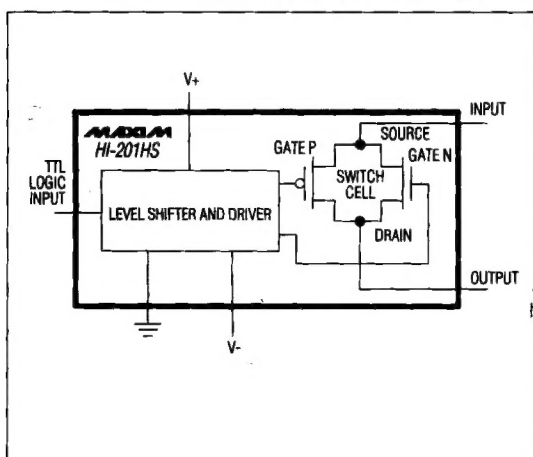 V+
INPUT
MAXIM
HI-201HS
SOURCE
GATE P
GATE N
TTL
LOGIC
INPUT
SWITCH
CELL
LEVEL SHIFTER AND DRIVER
DRAIN
OUTPUT
V-